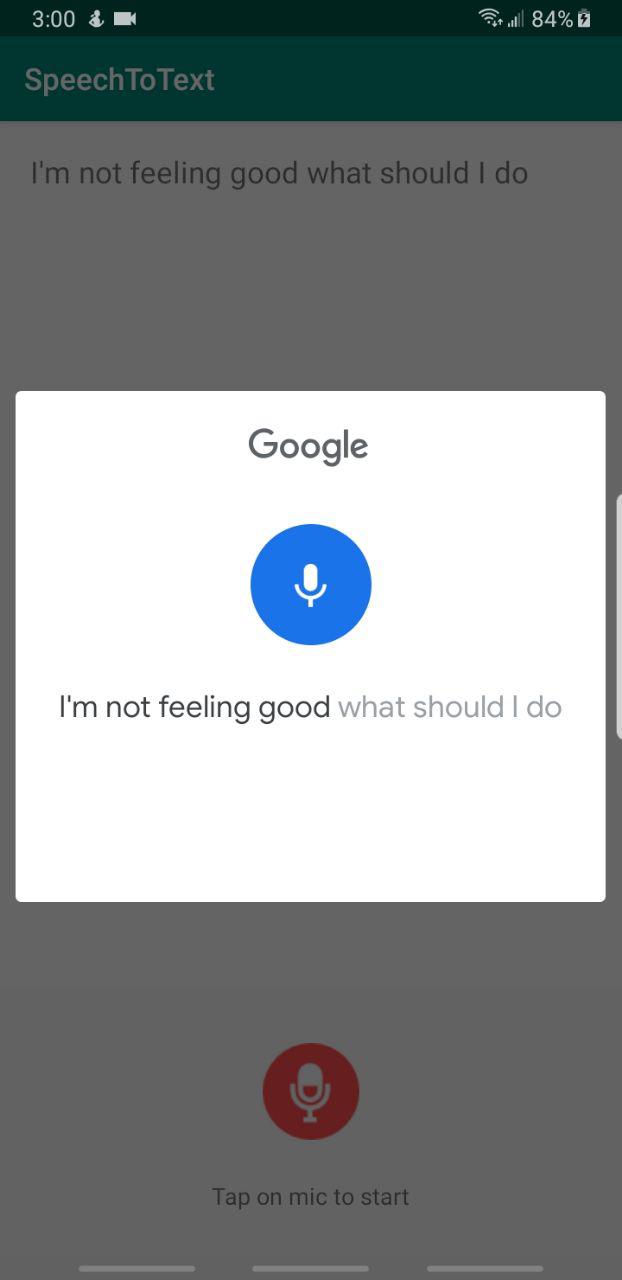 3:00 84%
SpeechToText
I'm not feeling good what should I do
Google
I'm not feeling good what should I do
Tap on mic to start